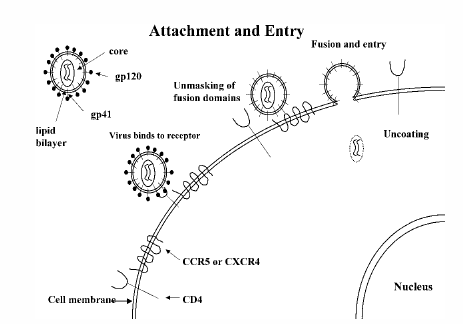 Attachment and Entry
core
gp120
gp41
lipid
bilayer
Fusion and entry
Unmasking of
fusion domains
Uncoating
Virus binds to receptor
CCR5 or CXCR4
CD4
Cell membrane
Nucleus